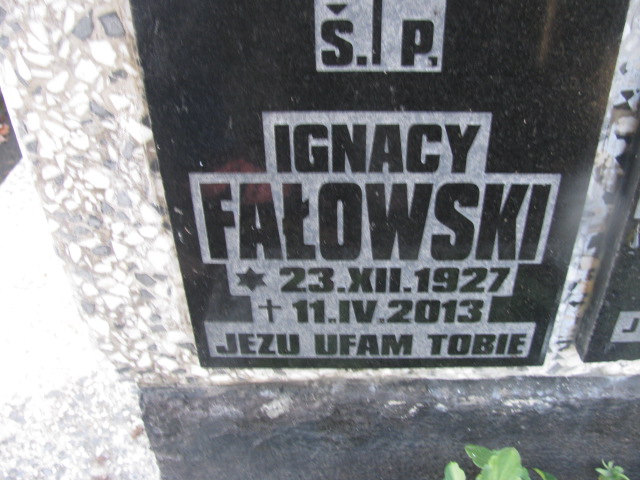 Ś. P.
IGNACY
FAŁOWSKI
23.XII.1927
11.IV.2013
JEZU UFAM TOBIE
J